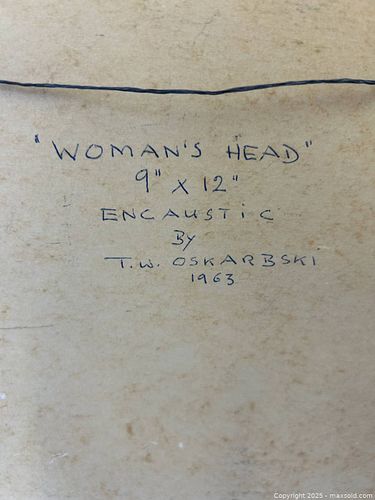 "WOMAN'S HEAD"
9" x 12"
ENCAUSTIC
By
T.W. OSKARBSKI
1963
Copyright 2025 - maxsold.com